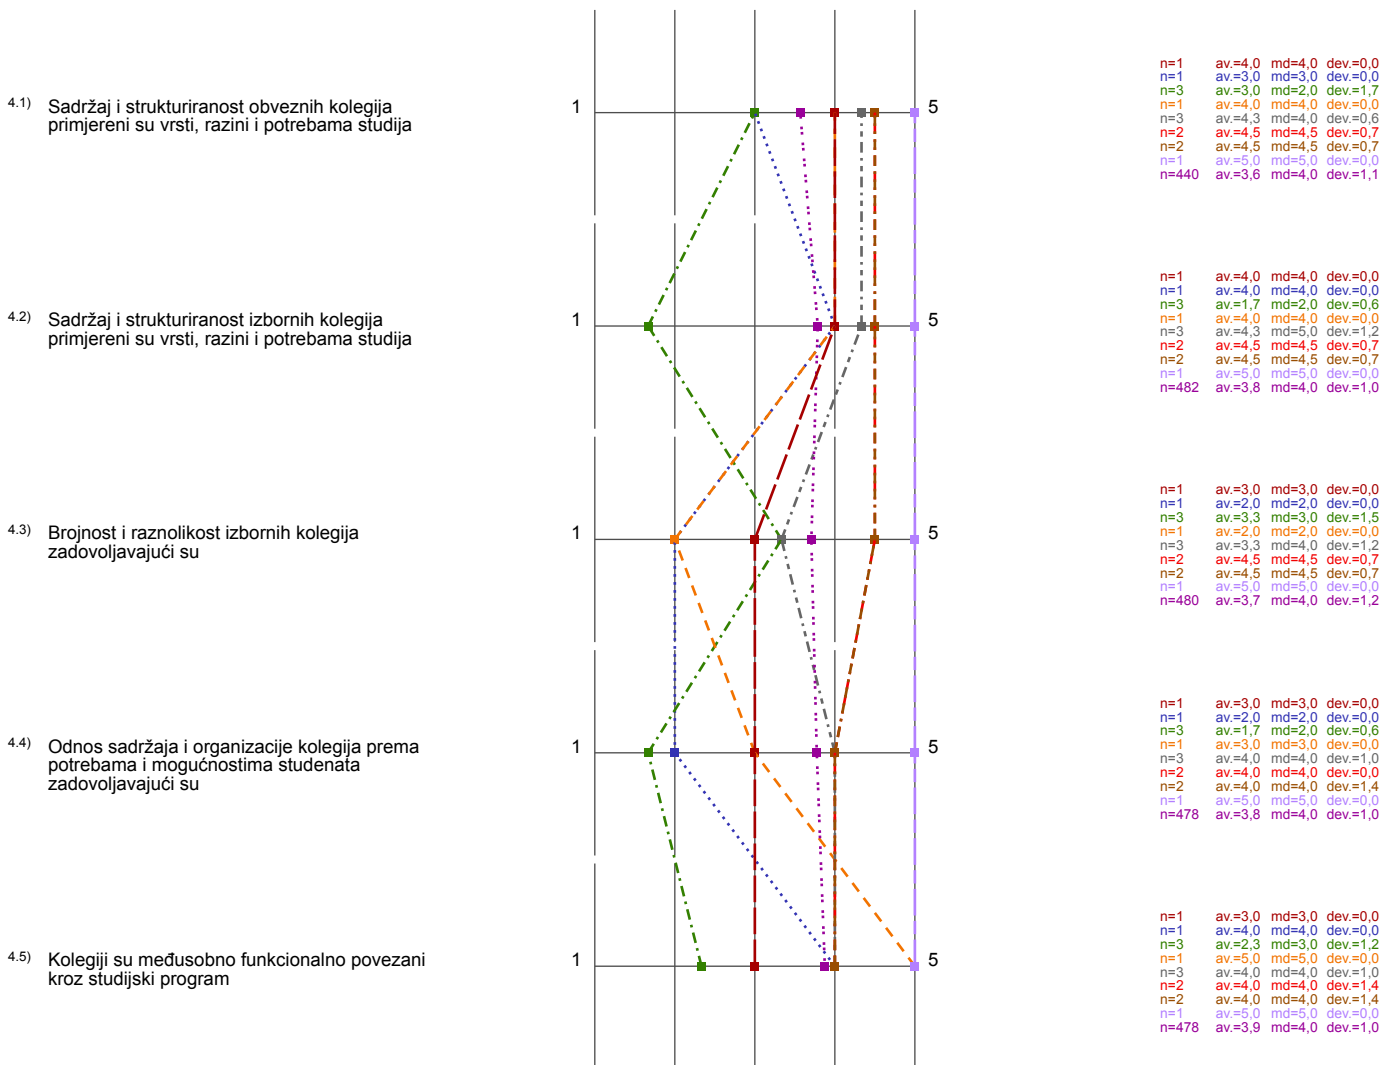 n=1 av.=4,0 md=4,0 dev.=0,0
n=1 av.=3,0 md=3,0 dev.=0,0
n=3 av.=3,0 md=2,0 dev.=1,7
n=1 av.=4,0 md=4,0 dev.=0,0
n=3 av.=4,3 md=4,0 dev.=0,6
n=2 av.=4,5 md=4,5 dev.=0,7
n=2 av.=4,5 md=4,5 dev.=0,7
n=1 av.=5,0 md=5,0 dev.=0,0
n=440 av.=3,6 md=4,0 dev.=1,1
4.1) Sadržaj i strukturiranost obveznih kolegija 1 5
primjereni su vrsti, razini i potrebama studija
n=1 av.=4,0 md=4,0 dev.=0,0
n=1 av.=4,0 md=4,0 dev.=0,0
n=3 av.=1,7 md=2,0 dev.=0,6
n=1 av.=4,0 md=4,0 dev.=0,0
n=3 av.=4,3 md=5,0 dev.=1,2
n=2 av.=4,5 md=4,5 dev.=0,7
n=2 av.=4,5 md=4,5 dev.=0,7
n=1 av.=5,0 md=5,0 dev.=0,0
n=482 av.=3,8 md=4,0 dev.=1,0
4.2) Sadržaj i strukturiranost izbornih kolegija 1 5
primjereni su vrsti, razini i potrebama studija
n=1 av.=3,0 md=3,0 dev.=0,0
n=1 av.=2,0 md=2,0 dev.=0,0
n=3 av.=3,3 md=3,0 dev.=1,5
n=1 av.=2,0 md=2,0 dev.=0,0
n=3 av.=3,3 md=4,0 dev.=1,2
n=2 av.=4,5 md=4,5 dev.=0,7
n=2 av.=4,5 md=4,5 dev.=0,7
n=1 av.=5,0 md=5,0 dev.=0,0
n=480 av.=3,7 md=4,0 dev.=1,2
4.3) Brojnost i raznolikost izbornih kolegija 1 5
zadovoljavajući su
n=1 av.=3,0 md=3,0 dev.=0,0
n=1 av.=2,0 md=2,0 dev.=0,0
n=3 av.=1,7 md=2,0 dev.=0,6
n=1 av.=3,0 md=3,0 dev.=0,0
n=3 av.=4,0 md=4,0 dev.=1,0
n=2 av.=4,0 md=4,0 dev.=0,0
n=2 av.=4,0 md=4,0 dev.=1,4
n=1 av.=5,0 md=5,0 dev.=0,0
n=478 av.=3,8 md=4,0 dev.=1,0
4.4) Odnos sadržaja i organizacije kolegija prema 1 5
potrebama i mogućnostima studenata
zadovoljavajući su
n=1 av.=3,0 md=3,0 dev.=0,0
n=1 av.=4,0 md=4,0 dev.=0,0
n=3 av.=2,3 md=3,0 dev.=1,2
n=1 av.=5,0 md=5,0 dev.=0,0
n=3 av.=4,0 md=4,0 dev.=1,0
n=2 av.=4,0 md=4,0 dev.=1,4
n=2 av.=4,0 md=4,0 dev.=1,4
n=1 av.=5,0 md=5,0 dev.=0,0
n=478 av.=3,9 md=4,0 dev.=1,0
4.5) Kolegiji su međusobno funkcionalno povezani 1 5
kroz studijski program